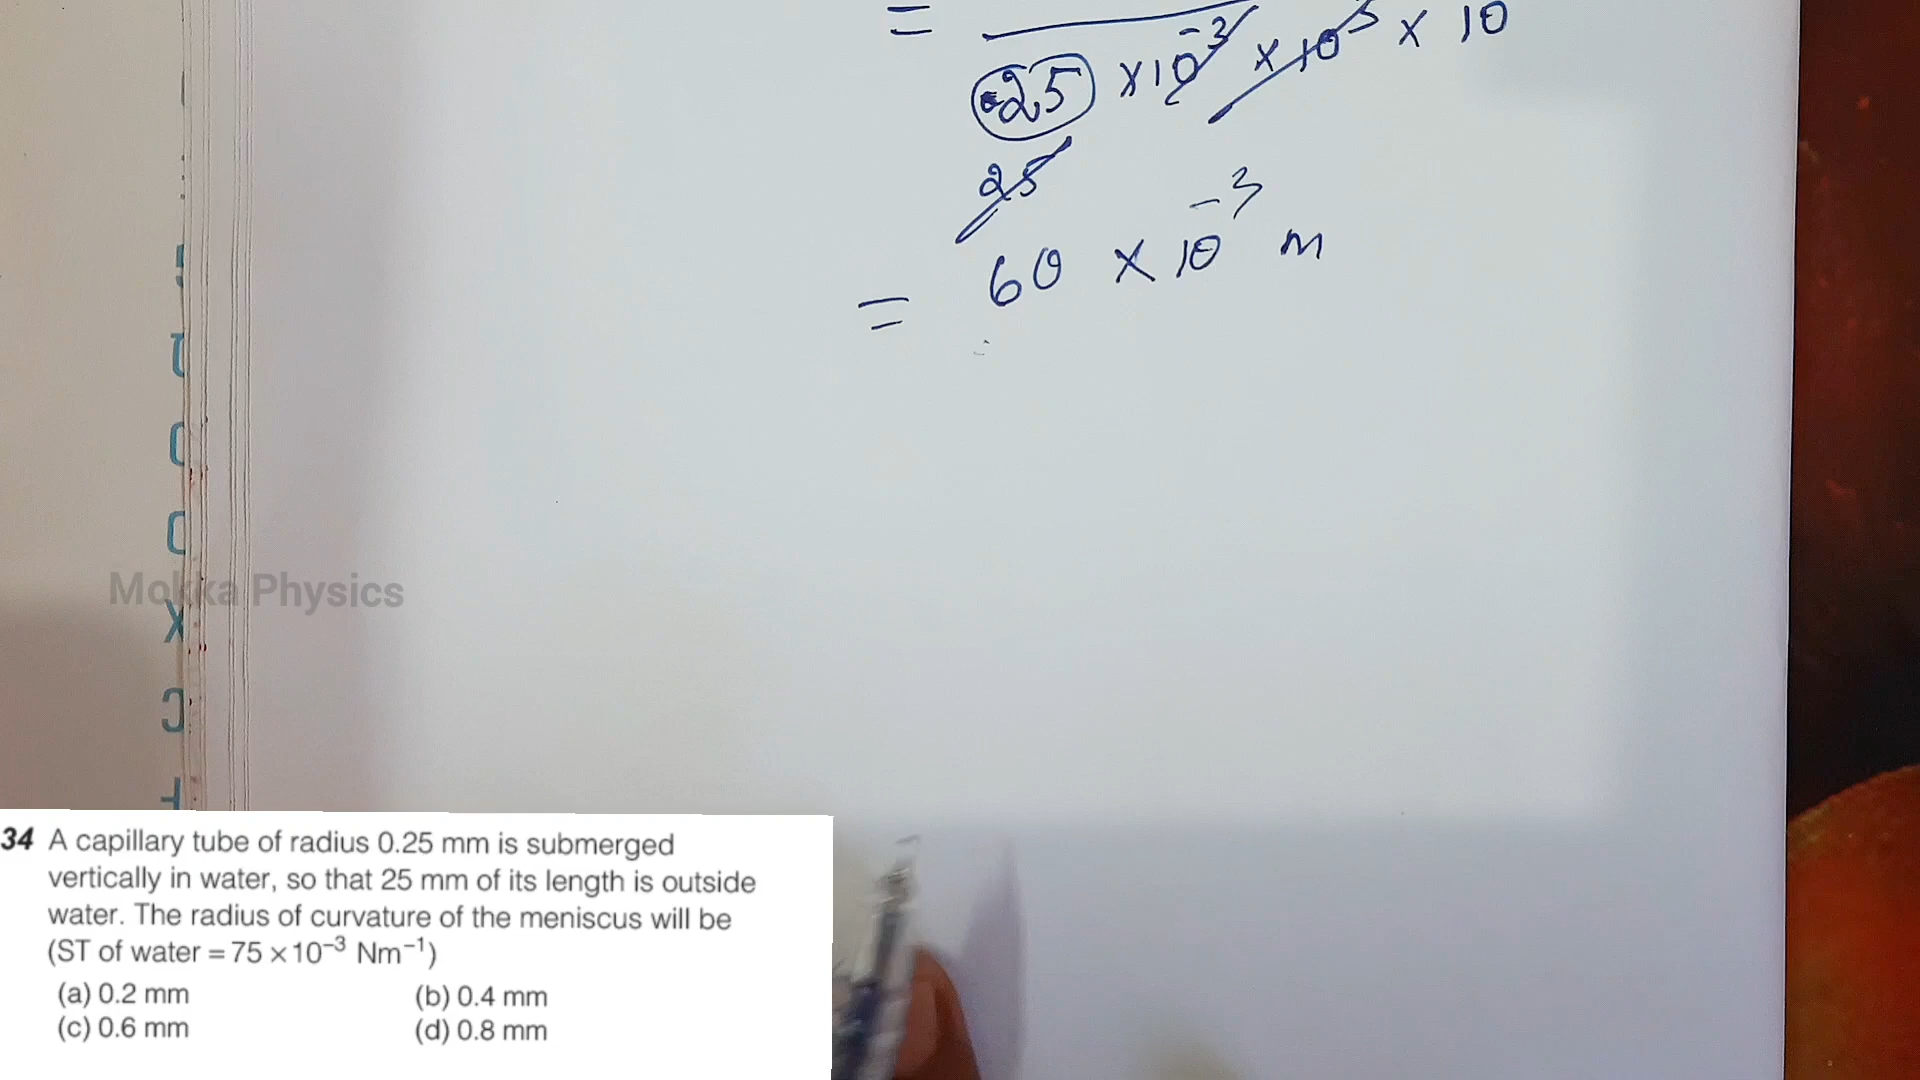 =
.25 × 10⁻³ × 10³ × 10
25
= 60 × 10⁻³ m
Mokka Physics
34 A capillary tube of radius 0.25 mm is submerged
vertically in water, so that 25 mm of its length is outside
water. The radius of curvature of the meniscus will be
(ST of water = 75 × 10⁻³ Nm⁻¹)
(a) 0.2 mm (b) 0.4 mm
(c) 0.6 mm (d) 0.8 mm